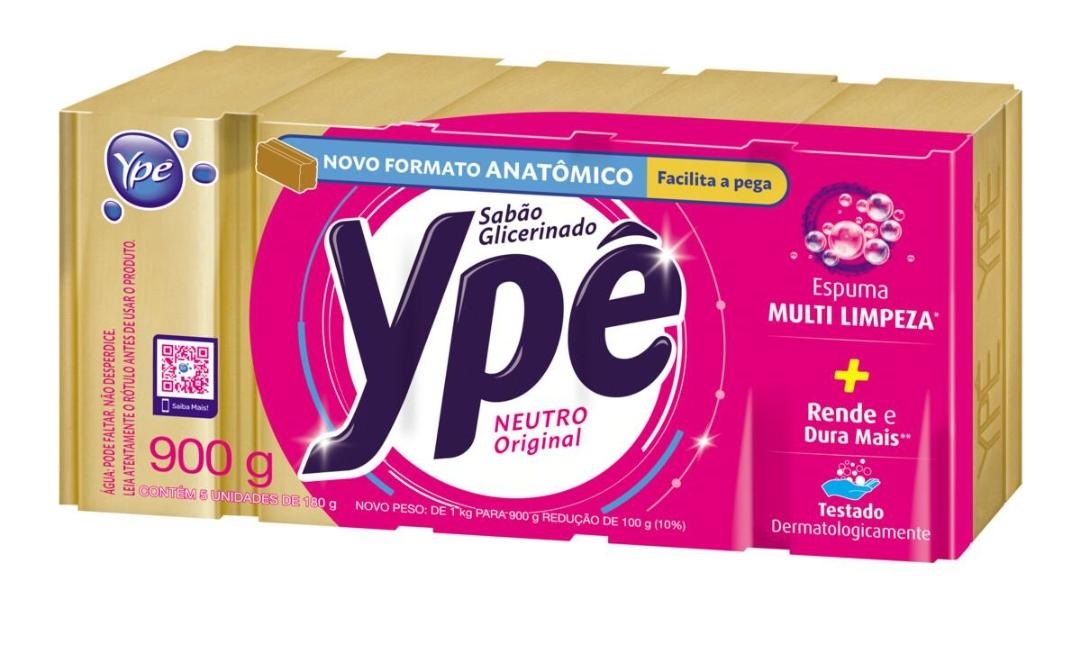 Ypê
NOVO FORMATO ANATÔMICO
Facilita a pega
Sabão
Glicerinado
Ypê
NEUTRO
Original
Espuma
MULTI LIMPEZA*
+
Rende e
Dura Mais**
Testado
Dermatologicamente
ÁGUA: PODE FALTAR. NÃO DESPERDICE.
LEIA ATENTAMENTE O RÓTULO ANTES DE USAR O PRODUTO.
Saiba Mais!
900 g
CONTÉM 5 UNIDADES DE 180 g
NOVO PESO: DE 1 kg PARA 900 g REDUÇÃO DE 100 g (10%)
YPÊ
YPÊ